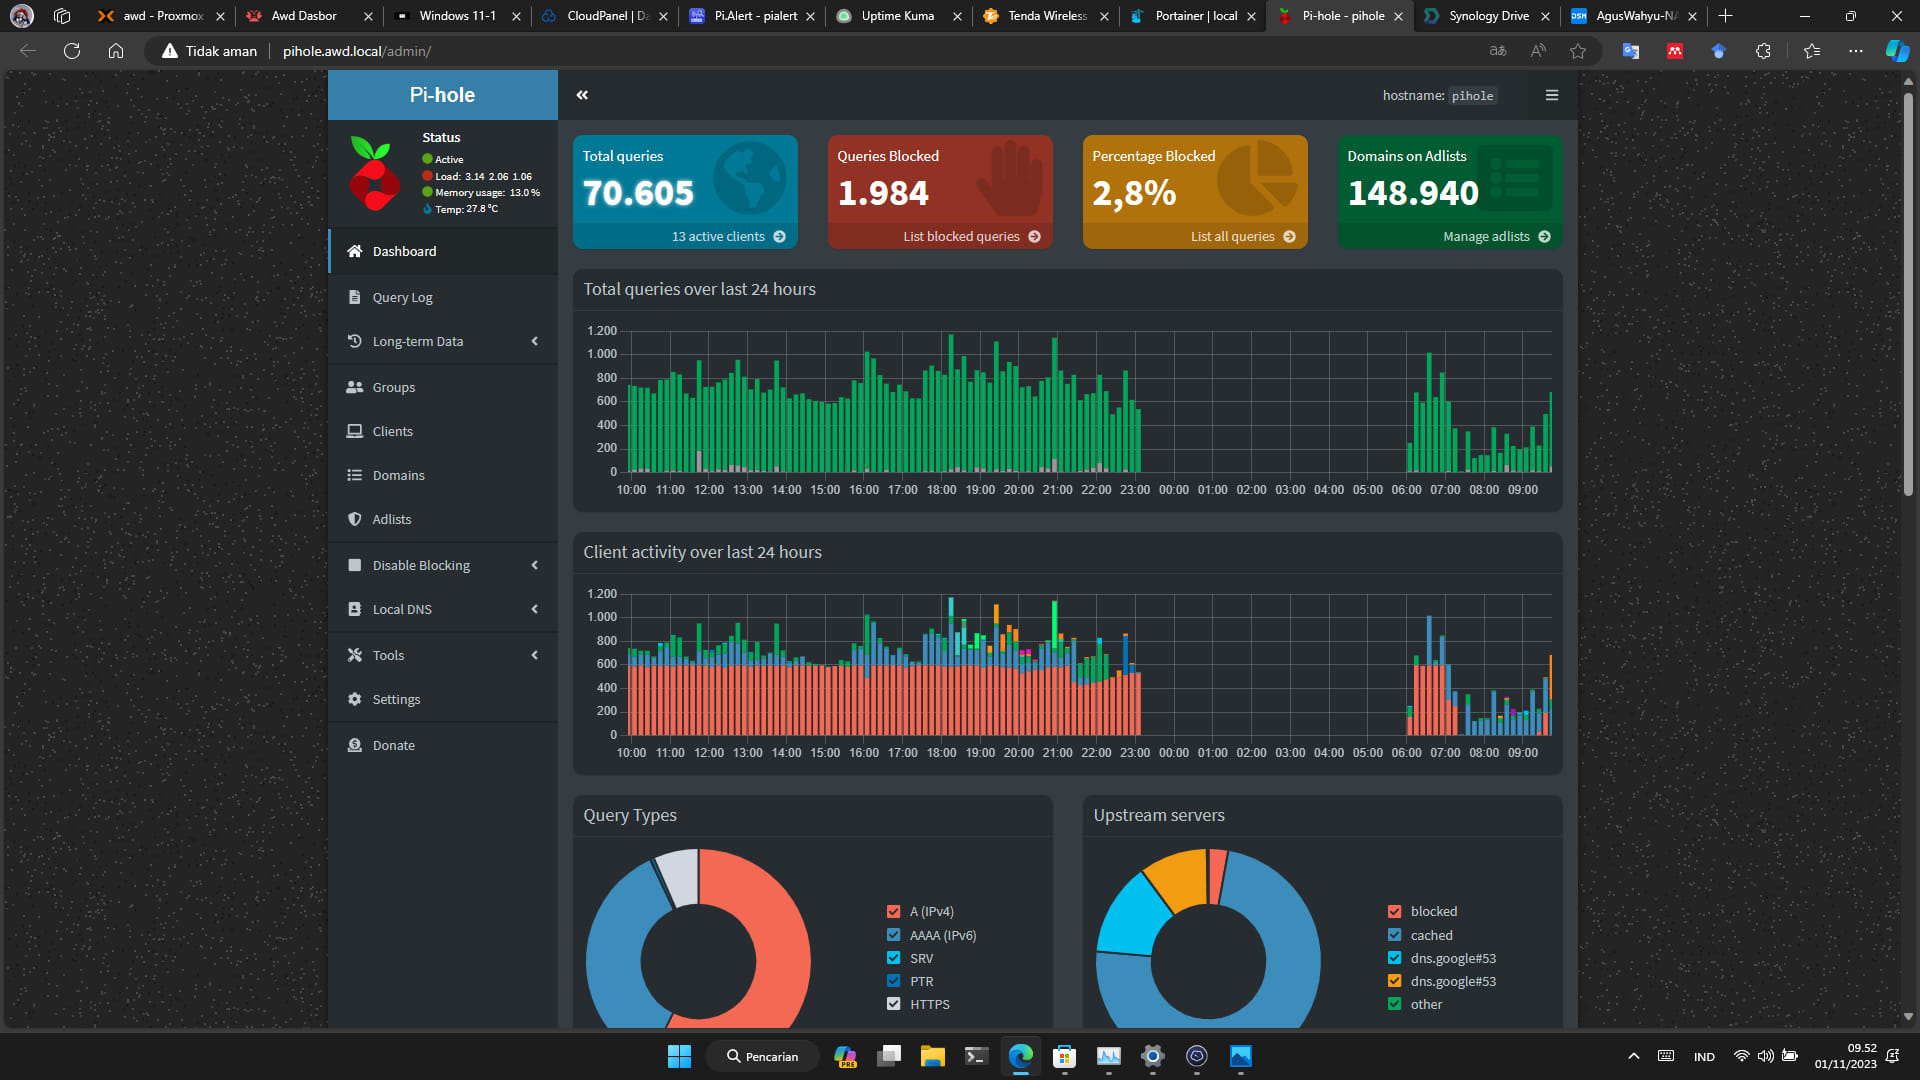 awd - Proxmox
Awd Dasbor
Windows 11-1
CloudPanel | Da
Pi.Alert - pialert
Uptime Kuma
Tenda Wireless
Portainer | local
Pi-hole - pihole
Synology Drive
AgusWahyu-NA
Tidak aman
pihole.awd.local/admin/
Pi-hole
hostname: pihole
Status
Active
Load: 3.14 2.06 1.06
Memory usage: 13.0 %
Temp: 27.8 °C
Dashboard
Query Log
Long-term Data
Groups
Clients
Domains
Adlists
Disable Blocking
Local DNS
Tools
Settings
Donate
Total queries
70.605
13 active clients
Queries Blocked
1.984
List blocked queries
Percentage Blocked
2,8%
List all queries
Domains on Adlists
148.940
Manage adlists
Total queries over last 24 hours
1.200
1.000
800
600
400
200
0
10:00 11:00 12:00 13:00 14:00 15:00 16:00 17:00 18:00 19:00 20:00 21:00 22:00 23:00 00:00 01:00 02:00 03:00 04:00 05:00 06:00 07:00 08:00 09:00
Client activity over last 24 hours
1.200
1.000
800
600
400
200
0
10:00 11:00 12:00 13:00 14:00 15:00 16:00 17:00 18:00 19:00 20:00 21:00 22:00 23:00 00:00 01:00 02:00 03:00 04:00 05:00 06:00 07:00 08:00 09:00
Query Types
A (IPv4)
AAAA (IPv6)
SRV
PTR
HTTPS
Upstream servers
blocked
cached
dns.google#53
dns.google#53
other
Pencarian
PRE
IND
09.52
01/11/2023